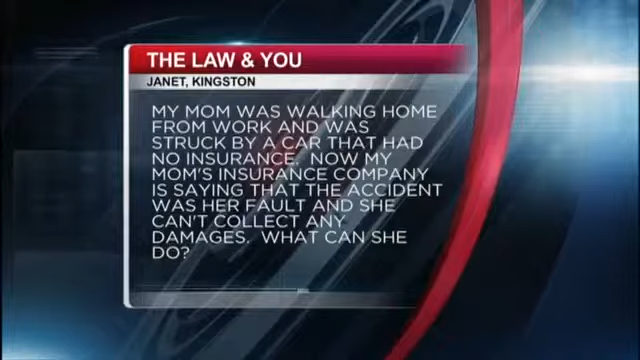 THE LAW & YOU
JANET, KINGSTON
MY MOM WAS WALKING HOME
FROM WORK AND WAS
STRUCK BY A CAR THAT HAD
NO INSURANCE. NOW MY
MOM'S INSURANCE COMPANY
IS SAYING THAT THE ACCIDENT
WAS HER FAULT AND SHE
CAN'T COLLECT ANY
DAMAGES. WHAT CAN SHE
DO?